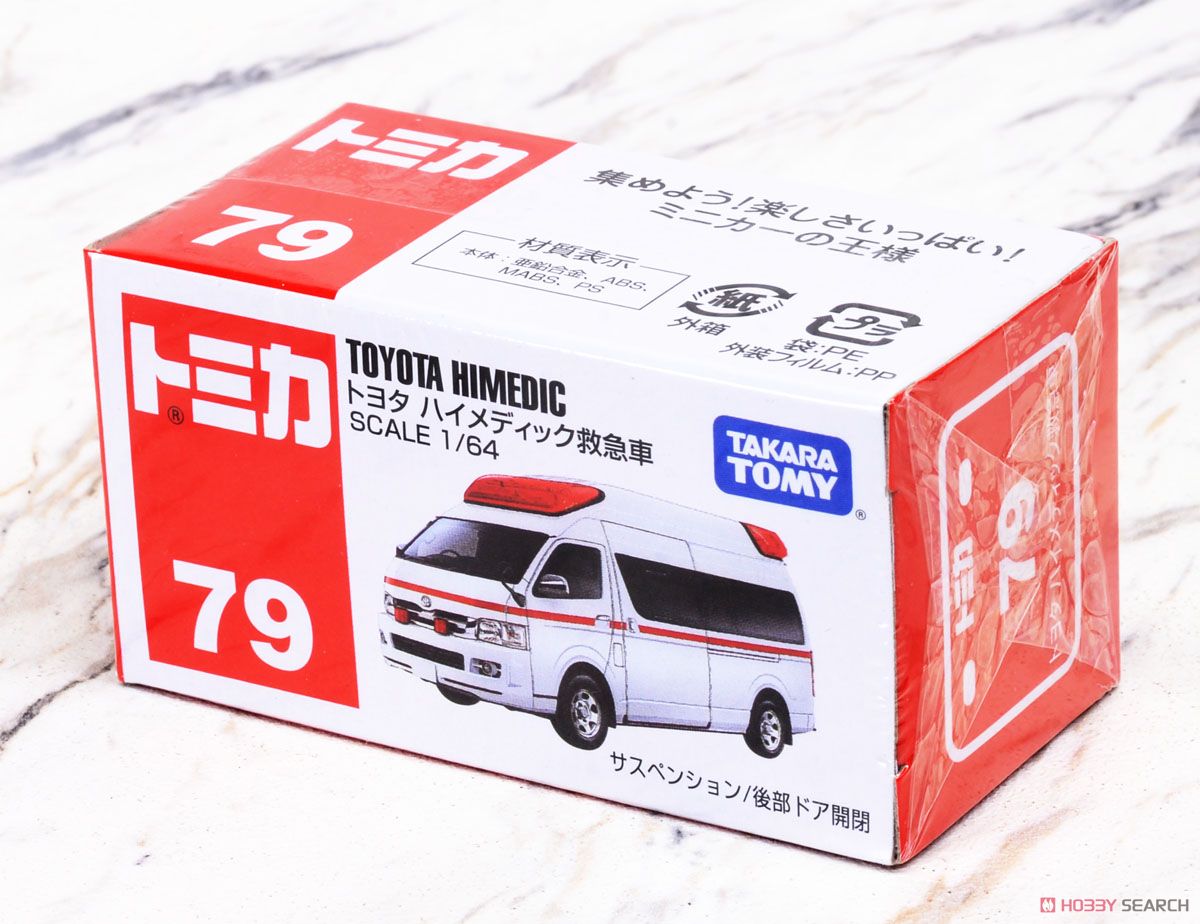 トミカ
79
集めよう!楽しさいっぱい!
ミニカーの王様
材質表示
本体:亜鉛合金、ABS、
MABS、PS
紙
外箱
プラ
袋:PE
外装フィルム:PP
トミカ®
79
TOYOTA HIMEDIC
トヨタ ハイメディック救急車
SCALE 1/64
TAKARA
TOMY®
サスペンション/後部ドア開閉
トミカ
79
HOBBY SEARCH